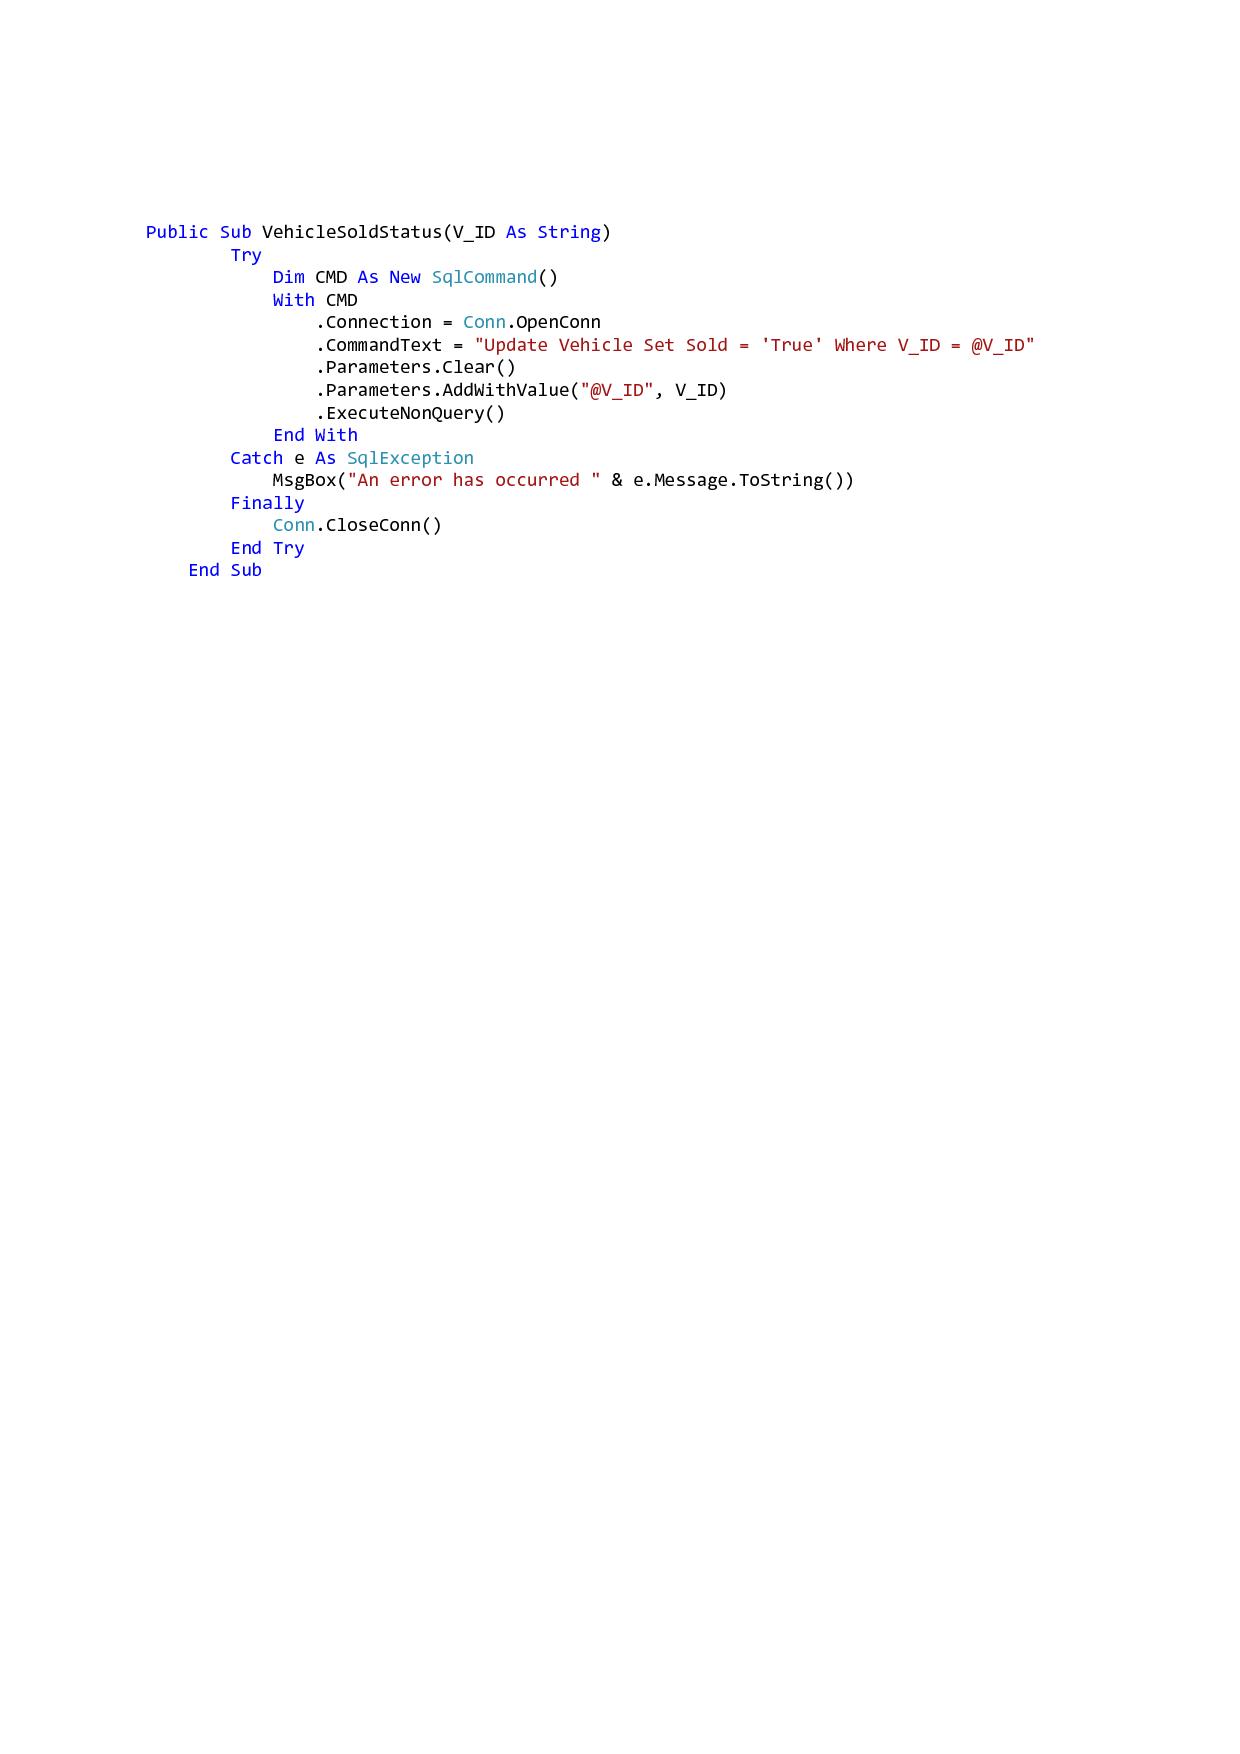 Public Sub VehicleSoldStatus(V_ID As String)
        Try
            Dim CMD As New SqlCommand()
            With CMD
                .Connection = Conn.OpenConn
                .CommandText = "Update Vehicle Set Sold = 'True' Where V_ID = @V_ID"
                .Parameters.Clear()
                .Parameters.AddWithValue("@V_ID", V_ID)
                .ExecuteNonQuery()
            End With
        Catch e As SqlException
            MsgBox("An error has occurred " & e.Message.ToString())
        Finally
            Conn.CloseConn()
        End Try
    End Sub